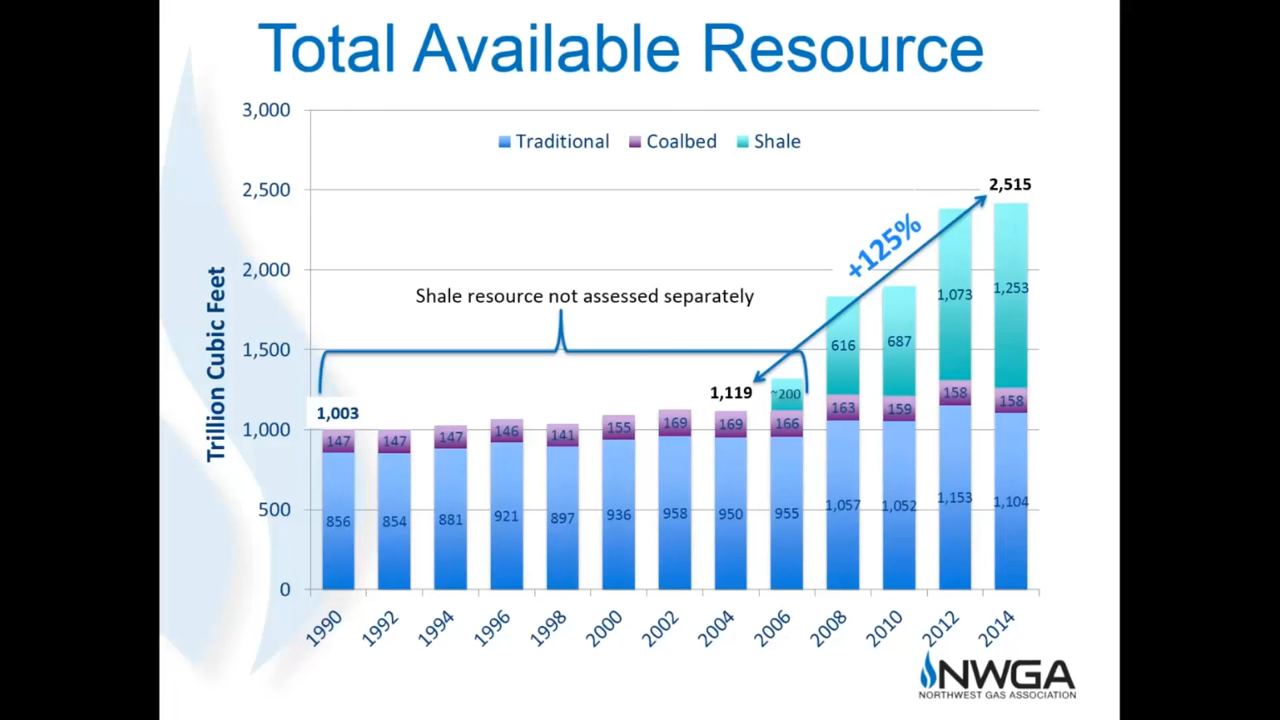 Total Available Resource
3,000
2,500
2,000
1,500
1,000
500
0
Trillion Cubic Feet
Traditional Coalbed Shale
2,515
+125%
Shale resource not assessed separately
1,003
1,119
~200 616 687 1,073 1,253
147 147 147 146 141 155 169 169 166 163 159 158 158
856 854 881 921 897 936 958 950 955 1,057 1,052 1,153 1,104
1990 1992 1994 1996 1998 2000 2002 2004 2006 2008 2010 2012 2014
NWGA
NORTHWEST GAS ASSOCIATION